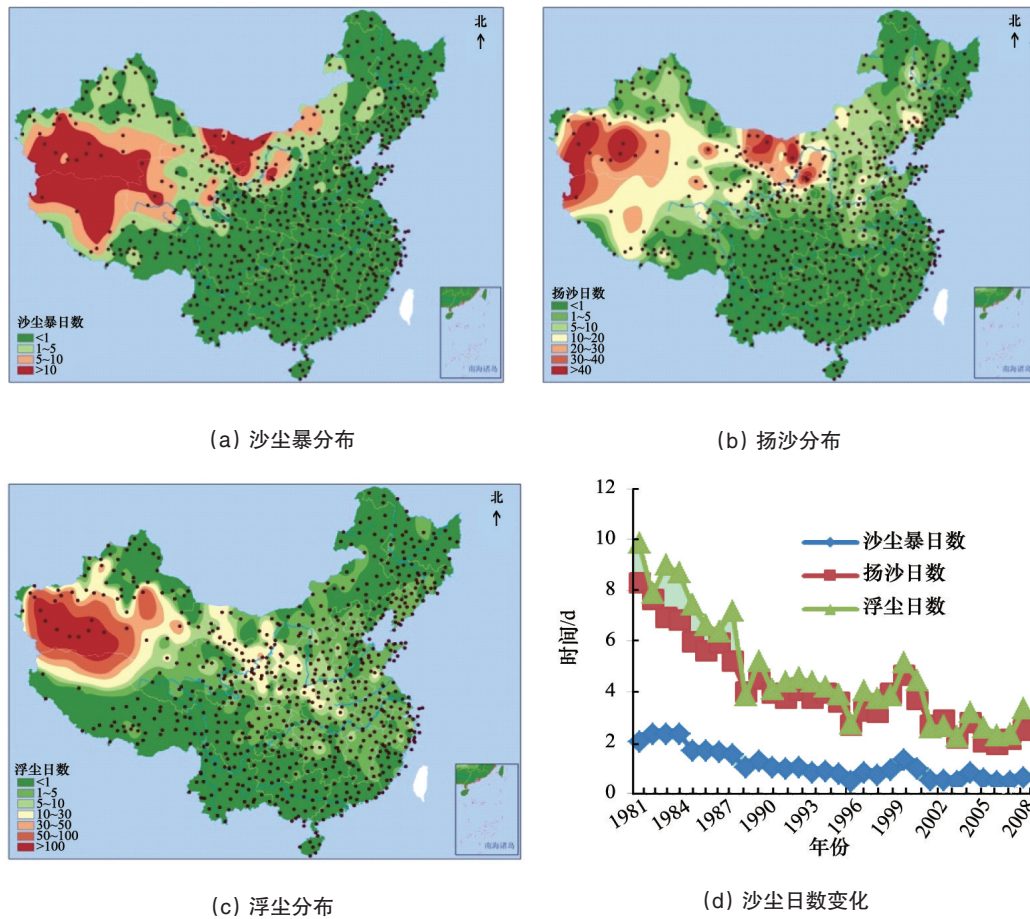 北
沙尘暴日数
<1
1~5
5~10
>10
南海诸岛
(a) 沙尘暴分布
北
扬沙日数
<1
1~5
5~10
10~20
20~30
30~40
>40
南海诸岛
(b) 扬沙分布
北
浮尘日数
<1
1~5
5~10
10~30
30~50
50~100
>100
南海诸岛
(c) 浮尘分布
12
10
8
6
4
2
0
时间/d
沙尘暴日数
扬沙日数
浮尘日数
1981
1984
1987
1990
1993
1996
1999
2002
2005
2008
年份
(d) 沙尘日数变化